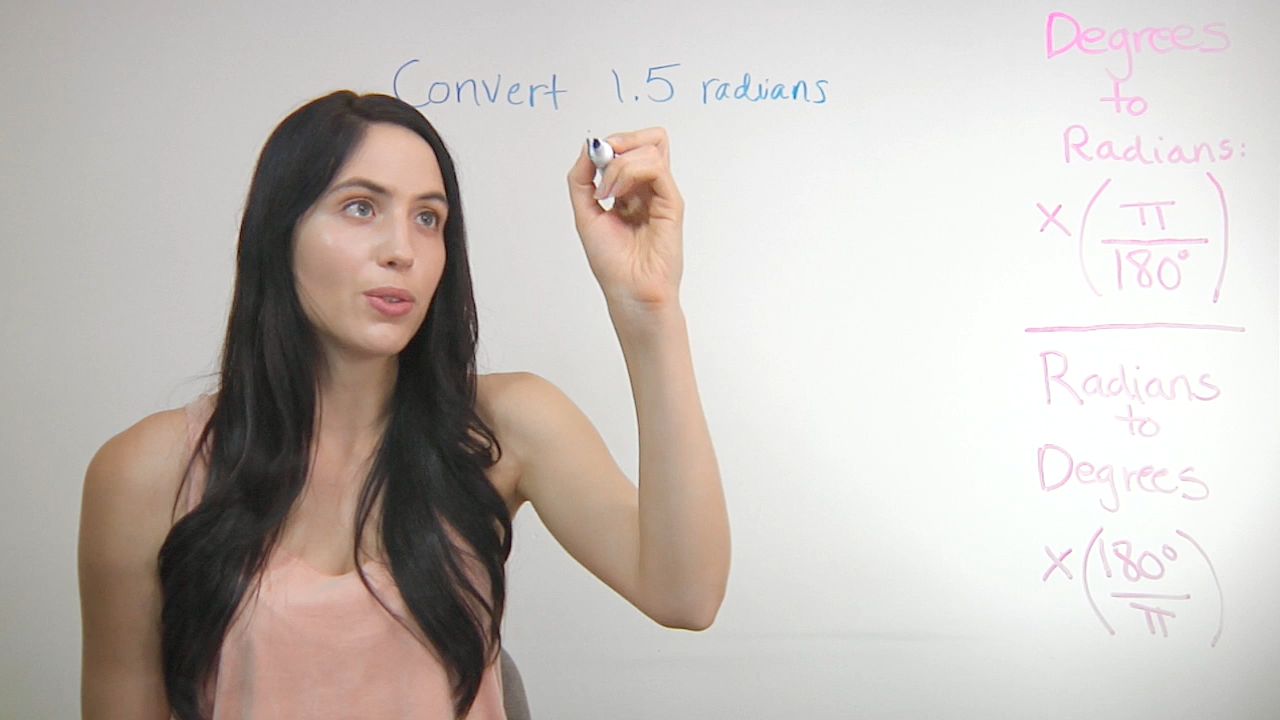 Convert 1.5 radians
Degrees
to
Radians:
x (π
180°)
Radians
to
Degrees
x (180°
π)